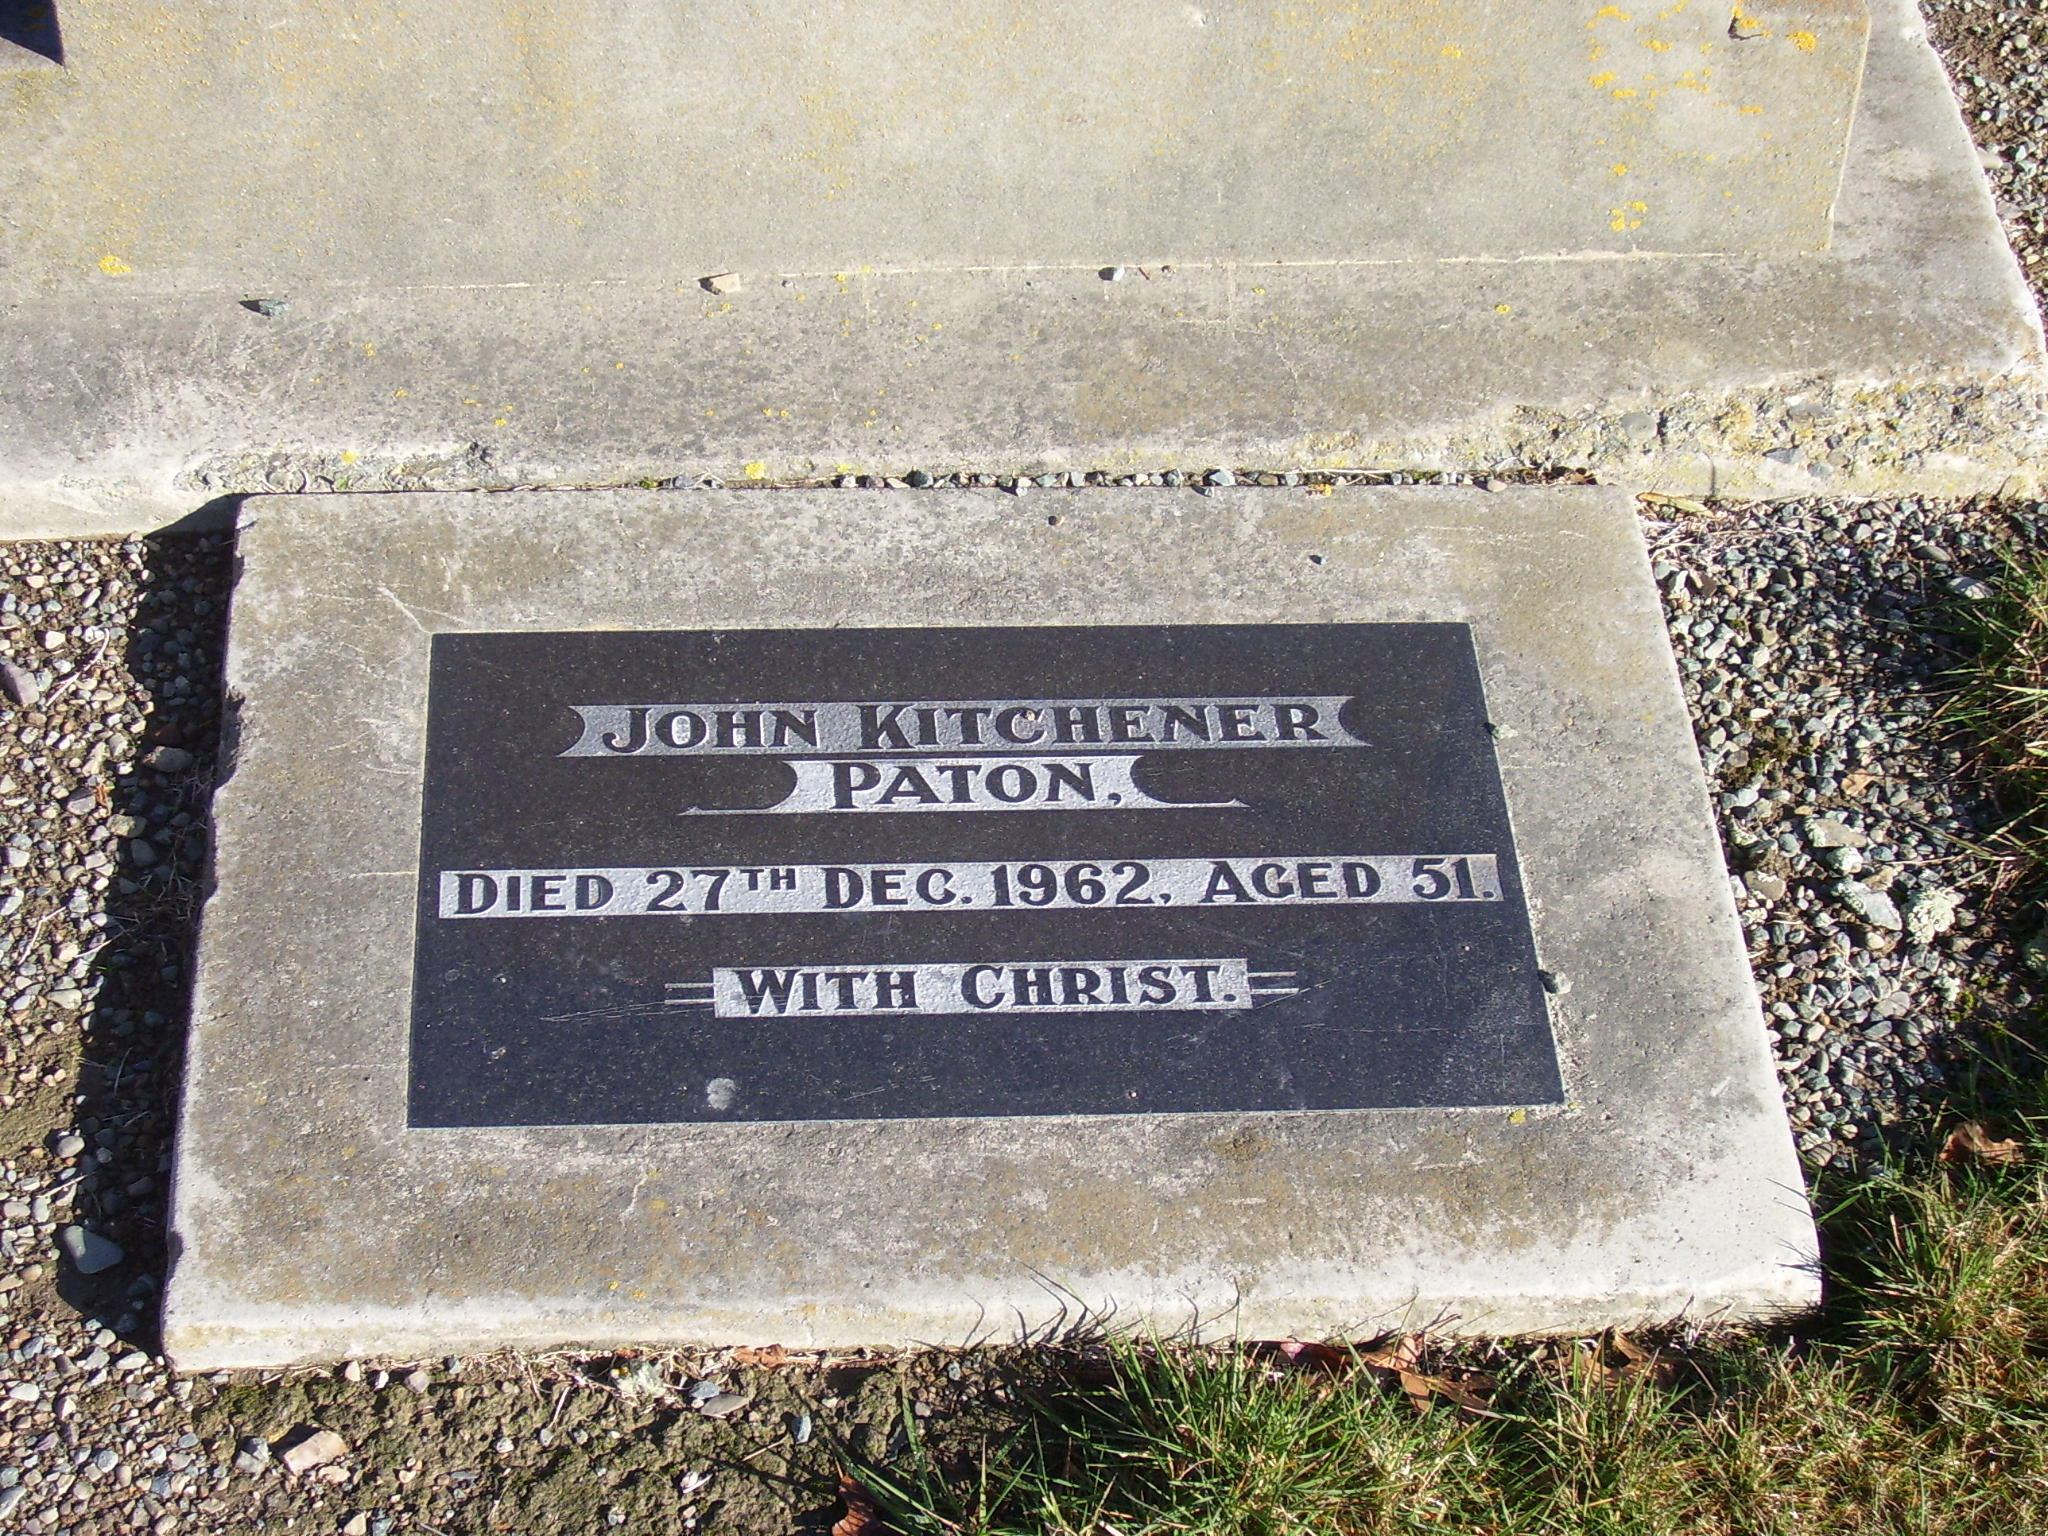 JOHN KITCHENER
PATON,
DIED 27TH DEC. 1962, AGED 51.
WITH CHRIST.